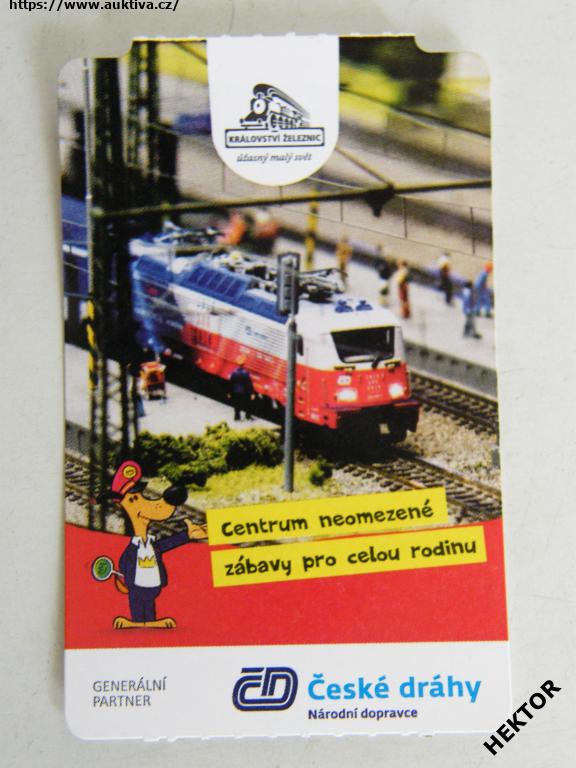 https://www.auktiva.cz/
KRÁLOVSTVÍ ŽELEZNIC
úžasný malý svět
Centrum neomezené
zábavy pro celou rodinu
GENERÁLNÍ
PARTNER
ČD České dráhy
Národní dopravce
HEKTOR